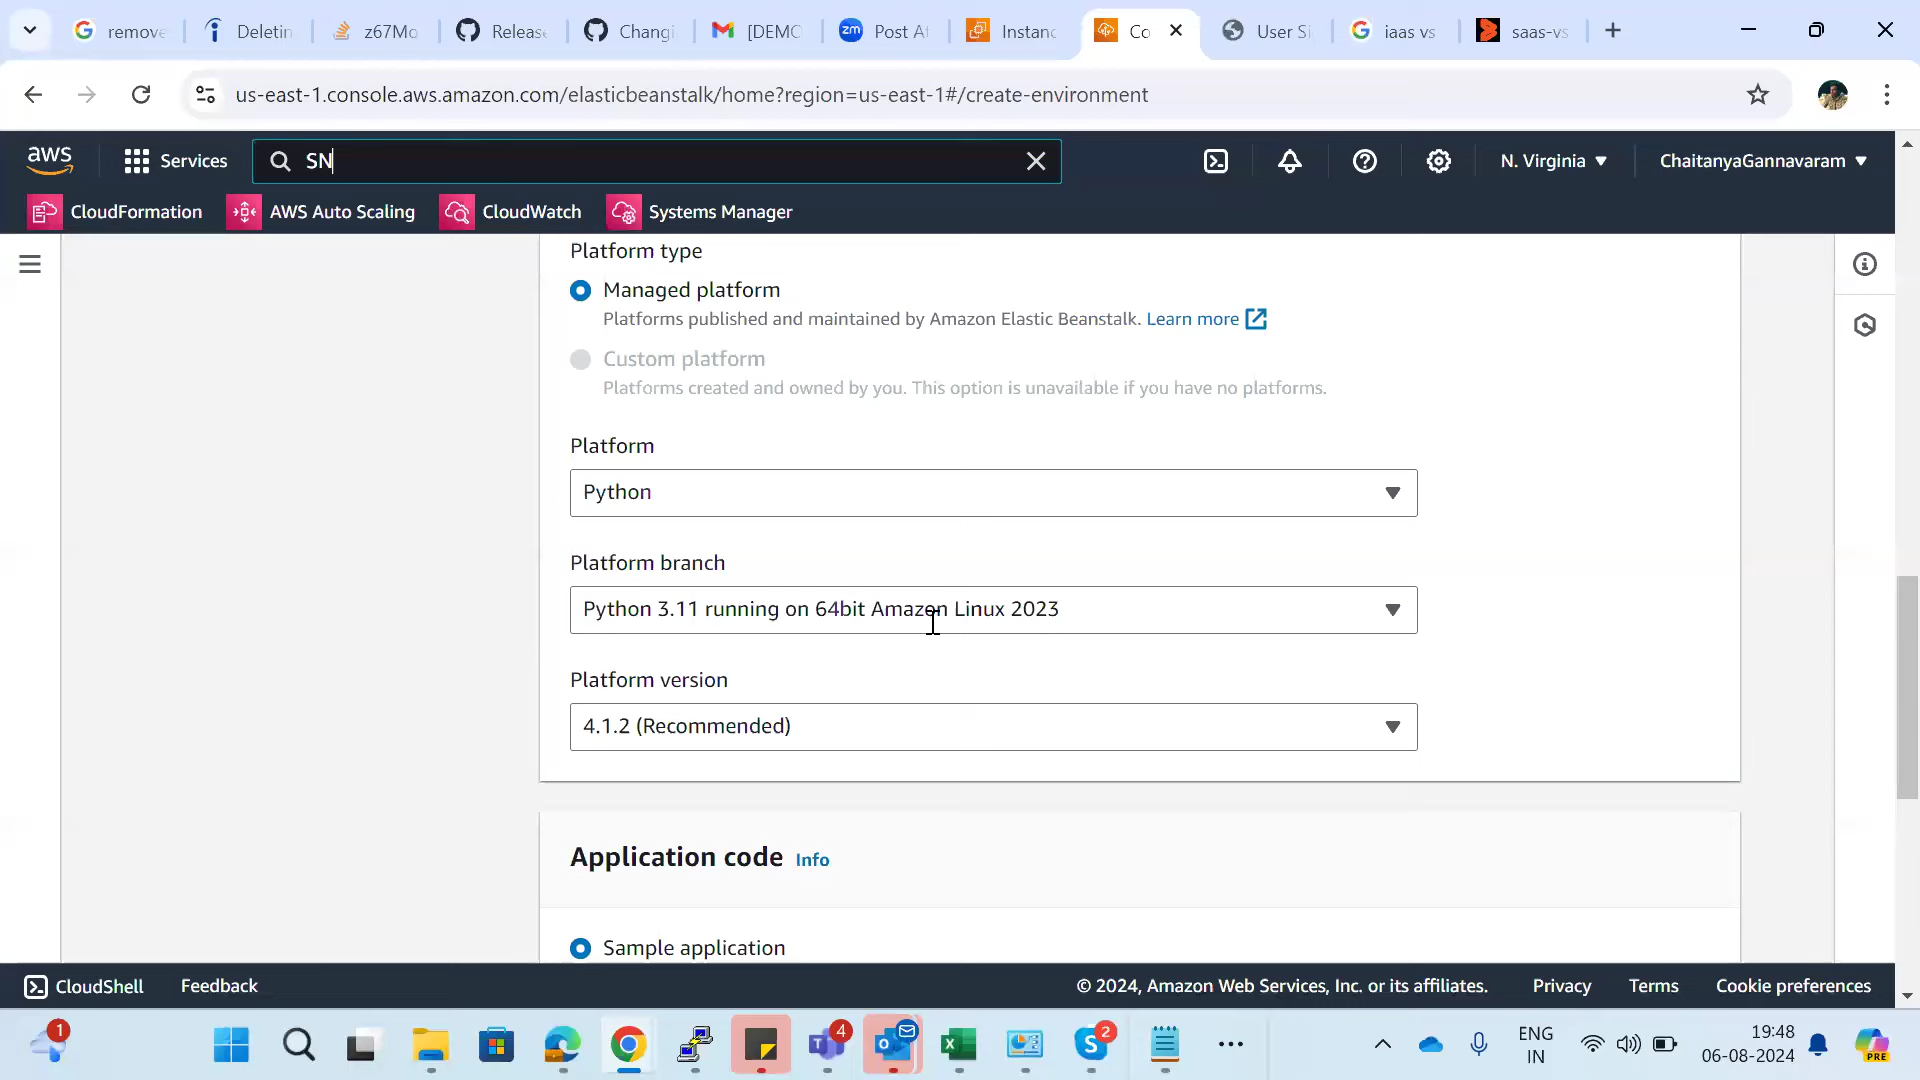 remove
Deletin
z67Mo
Release
Changi
[DEMO
Post At
Instanc
Co
User Si
iaas vs
saas-vs
us-east-1.console.aws.amazon.com/elasticbeanstalk/home?region=us-east-1#/create-environment
aws
Services
SN
N. Virginia
ChaitanyaGannavaram
CloudFormation
AWS Auto Scaling
CloudWatch
Systems Manager
Platform type
Managed platform
Platforms published and maintained by Amazon Elastic Beanstalk. Learn more
Custom platform
Platforms created and owned by you. This option is unavailable if you have no platforms.
Platform
Python
Platform branch
Python 3.11 running on 64bit Amazon Linux 2023
Platform version
4.1.2 (Recommended)
Application code Info
Sample application
CloudShell
Feedback
© 2024, Amazon Web Services, Inc. or its affiliates.
Privacy
Terms
Cookie preferences
1
4
2
ENG
IN
19:48
06-08-2024
PRE